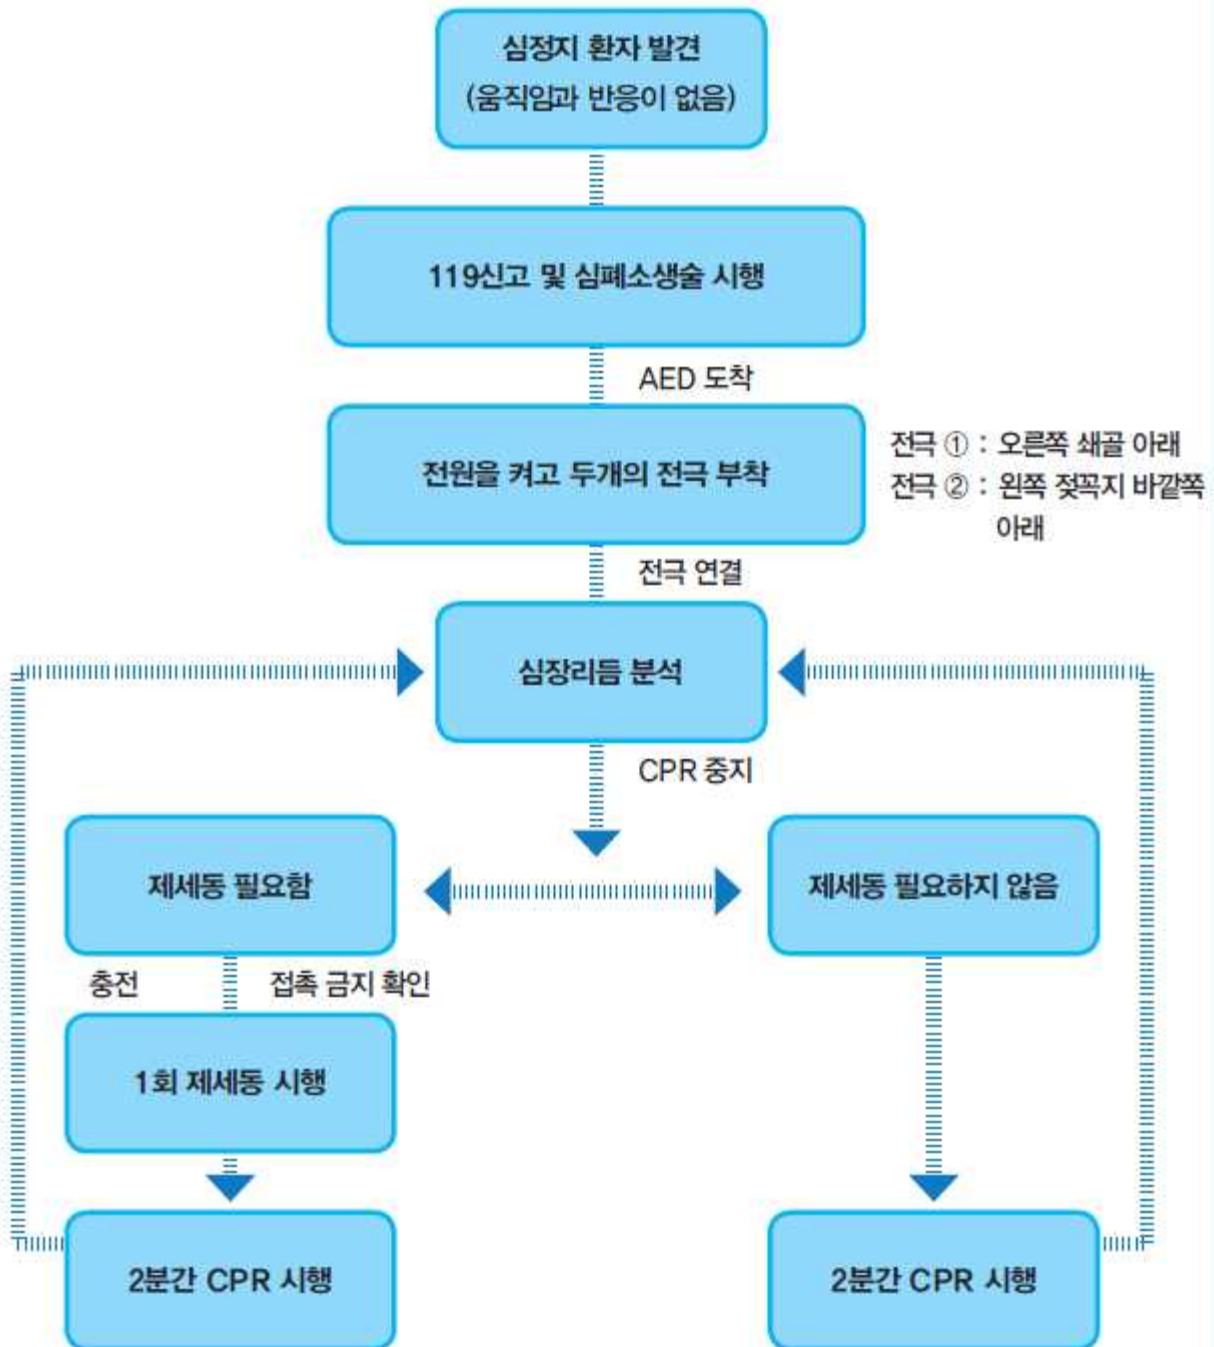 심정지 환자 발견
(움직임과 반응이 없음)
119신고 및 심폐소생술 시행
AED 도착
전원을 켜고 두개의 전극 부착
전극 ① : 오른쪽 쇄골 아래
전극 ② : 왼쪽 젖꼭지 바깥쪽
아래
전극 연결
심장리듬 분석
CPR 중지
제세동 필요함
제세동 필요하지 않음
충전
접촉 금지 확인
1회 제세동 시행
2분간 CPR 시행
2분간 CPR 시행